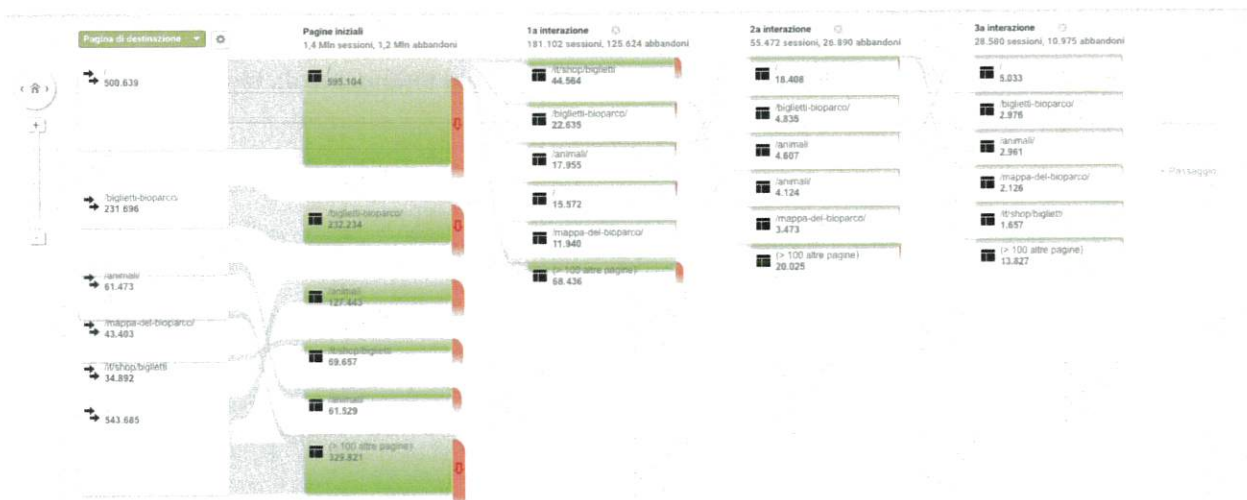 Pagina di destinazione
/
500.639
/biglietti-bioparco/
231.696
/animali/
61.473
/mappa-del-bioparco/
43.403
/it/shop/biglietti
34.892
543.685
Pagine iniziali
1,4 Mln sessioni, 1,2 Mln abbandoni
/
595.104
/biglietti-bioparco/
232.234
/animali/
127.443
/it/shop/biglietti
69.657
/animali/
61.529
(> 100 altre pagine)
329.821
1a interazione
181.102 sessioni, 125.624 abbandoni
/it/shop/biglietti
44.564
/biglietti-bioparco/
22.635
/animali/
17.955
/
15.572
/mappa-del-bioparco/
11.940
(> 100 altre pagine)
68.436
2a interazione
55.472 sessioni, 26.890 abbandoni
/
18.408
/biglietti-bioparco/
4.835
/animali/
4.607
/animali/
4.124
/mappa-del-bioparco/
3.473
(> 100 altre pagine)
20.025
3a interazione
28.580 sessioni, 10.975 abbandoni
/
5.033
/biglietti-bioparco/
2.976
/animali/
2.961
/mappa-del-bioparco/
2.126
/it/shop/biglietti
1.657
(> 100 altre pagine)
13.827
+ Passaggio